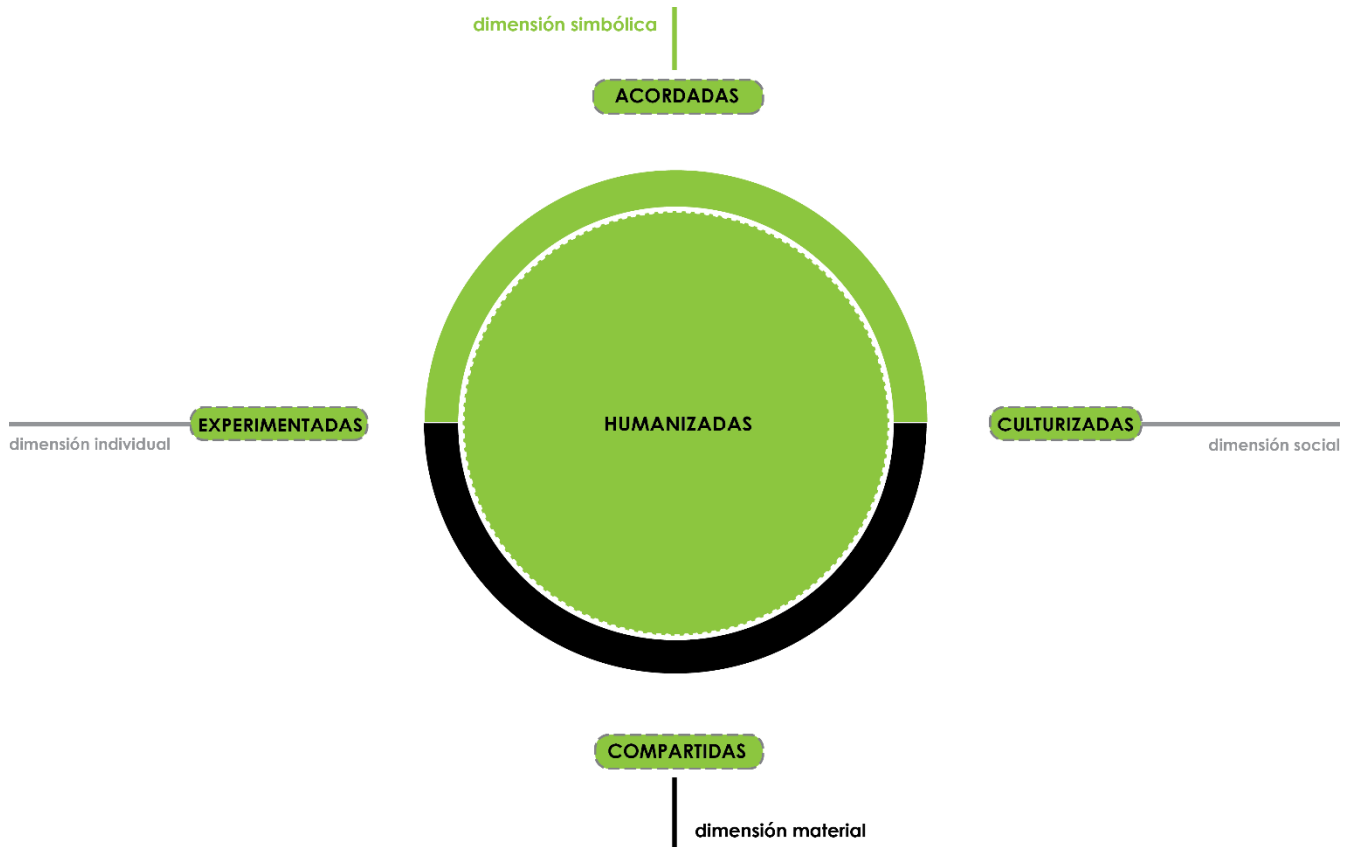 dimensión simbólica
ACORDADAS
HUMANIZADAS
EXPERIMENTADAS
dimensión individual
CULTURIZADAS
dimensión social
COMPARTIDAS
dimensión material